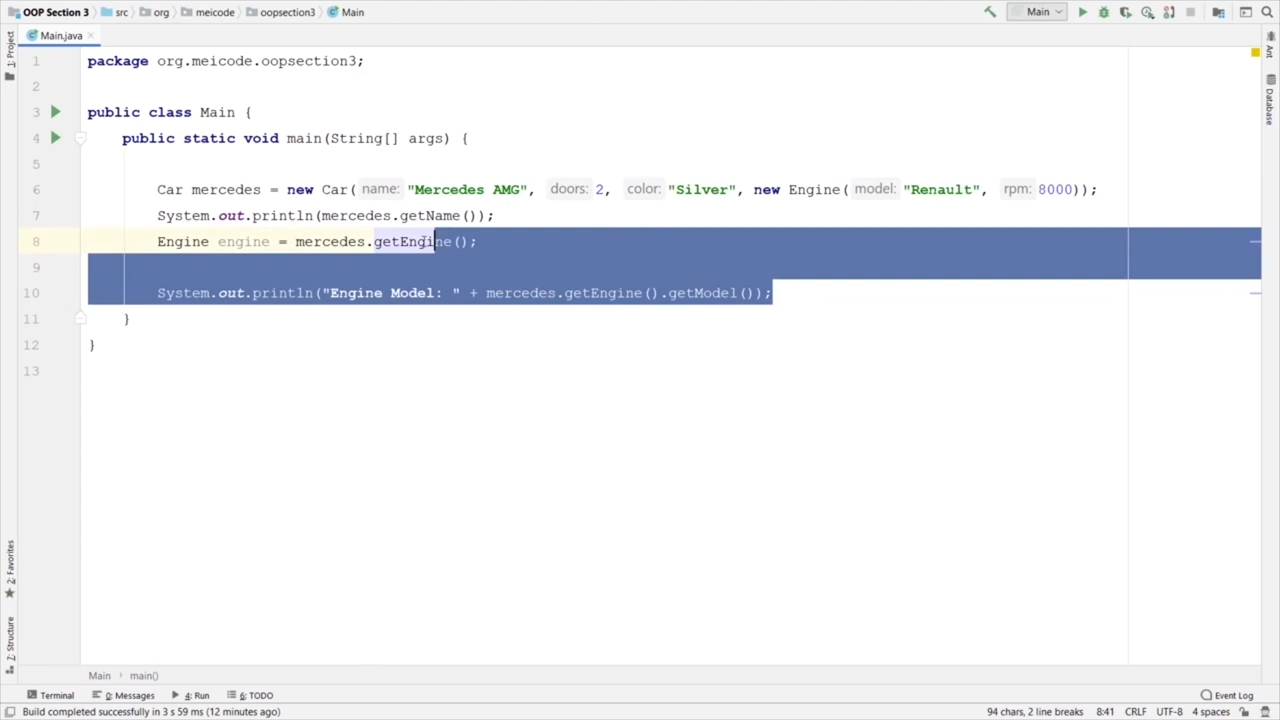 OOP Section 3 src org meicode oopsection3 Main
Main
Main.java
1 package org.meicode.oopsection3;
2
3 public class Main {
4 public static void main(String[] args) {
5
6 Car mercedes = new Car( name: "Mercedes AMG", doors: 2, color: "Silver", new Engine( model: "Renault", rpm: 8000));
7 System.out.println(mercedes.getName());
8 Engine engine = mercedes.getEngine();
9
10 System.out.println("Engine Model: " + mercedes.getEngine().getModel());
11 }
12 }
13
1: Project
2: Favorites
7: Structure
Ant
Database
Main main()
Terminal 0: Messages 4: Run 6: TODO Event Log
Build completed successfully in 3 s 59 ms (12 minutes ago) 94 chars, 2 line breaks 8:41 CRLF UTF-8 4 spaces